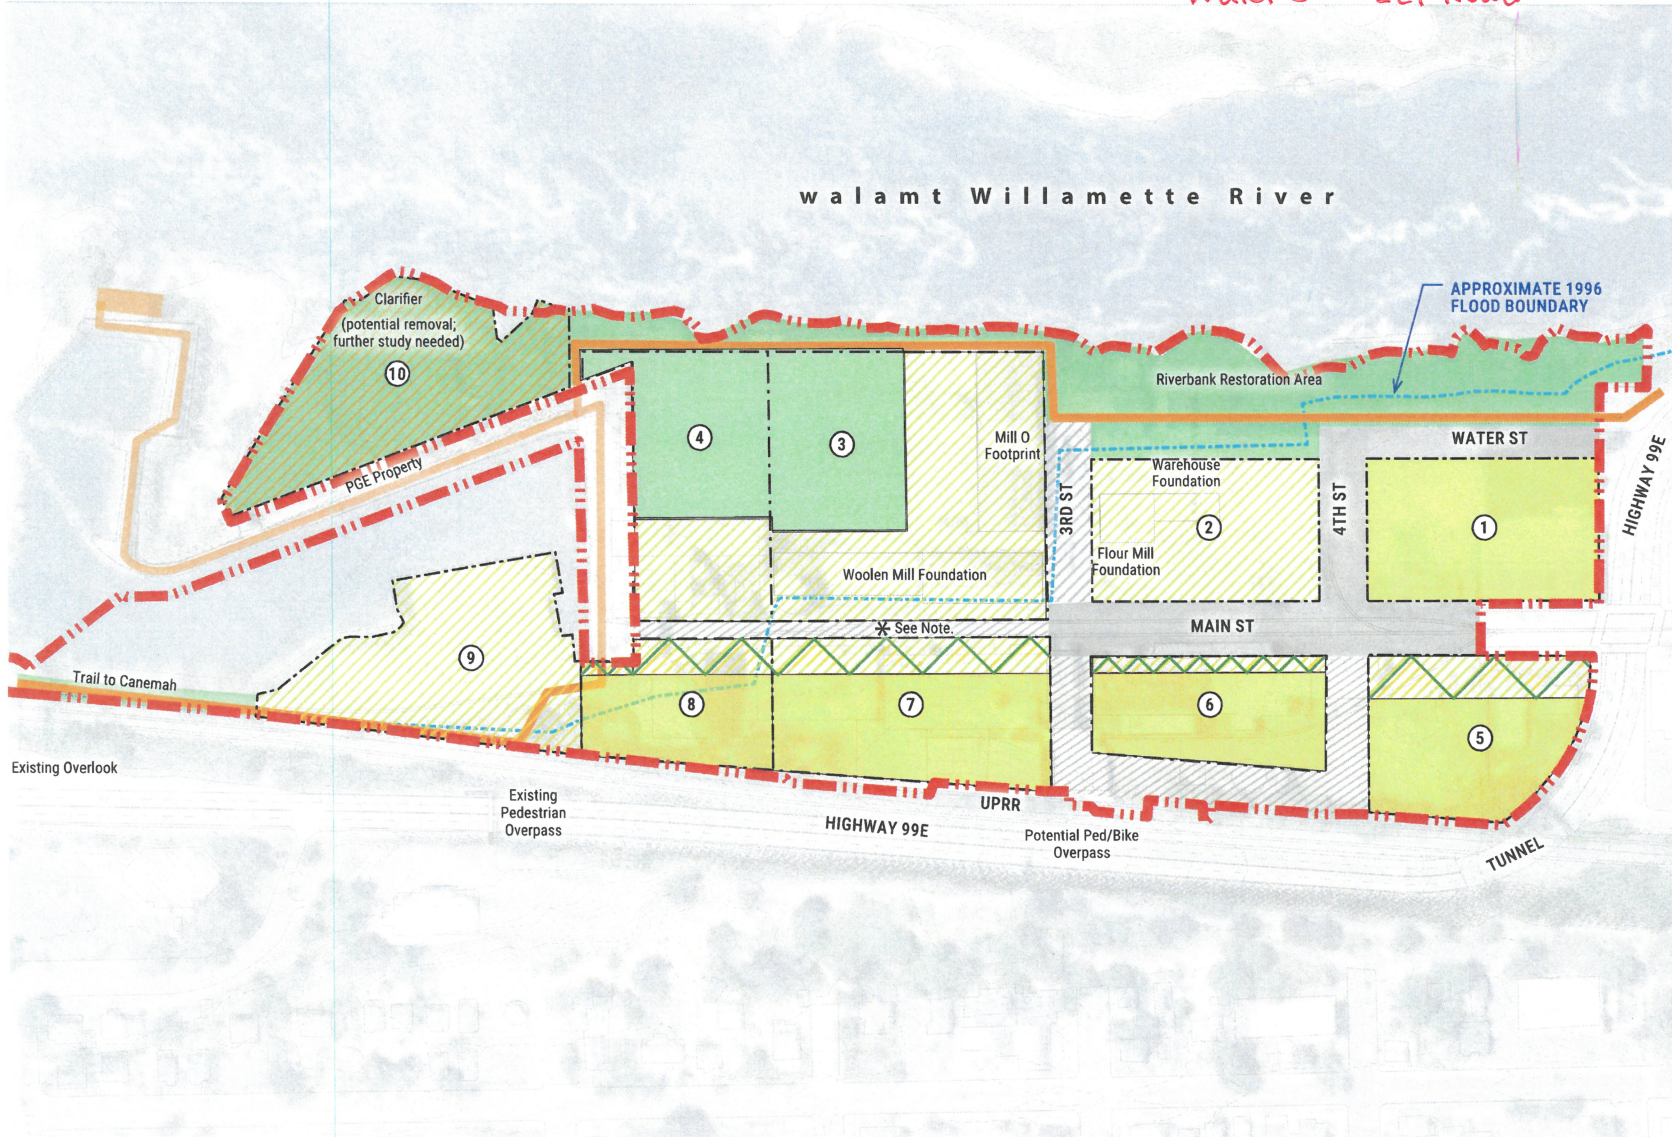 walamt Willamette River
APPROXIMATE 1996
FLOOD BOUNDARY
Clarifier
(potential removal;
further study needed)
10
Riverbank Restoration Area
4
3
Mill O
Footprint
WATER ST
HIGHWAY 99E
PGE Property
Warehouse
Foundation
3RD ST
2
4TH ST
1
Flour Mill
Foundation
Woolen Mill Foundation
* See Note.
MAIN ST
9
Trail to Canemah
8
7
6
5
Existing Overlook
Existing
Pedestrian
Overpass
UPRR
HIGHWAY 99E
Potential Ped/Bike
Overpass
TUNNEL